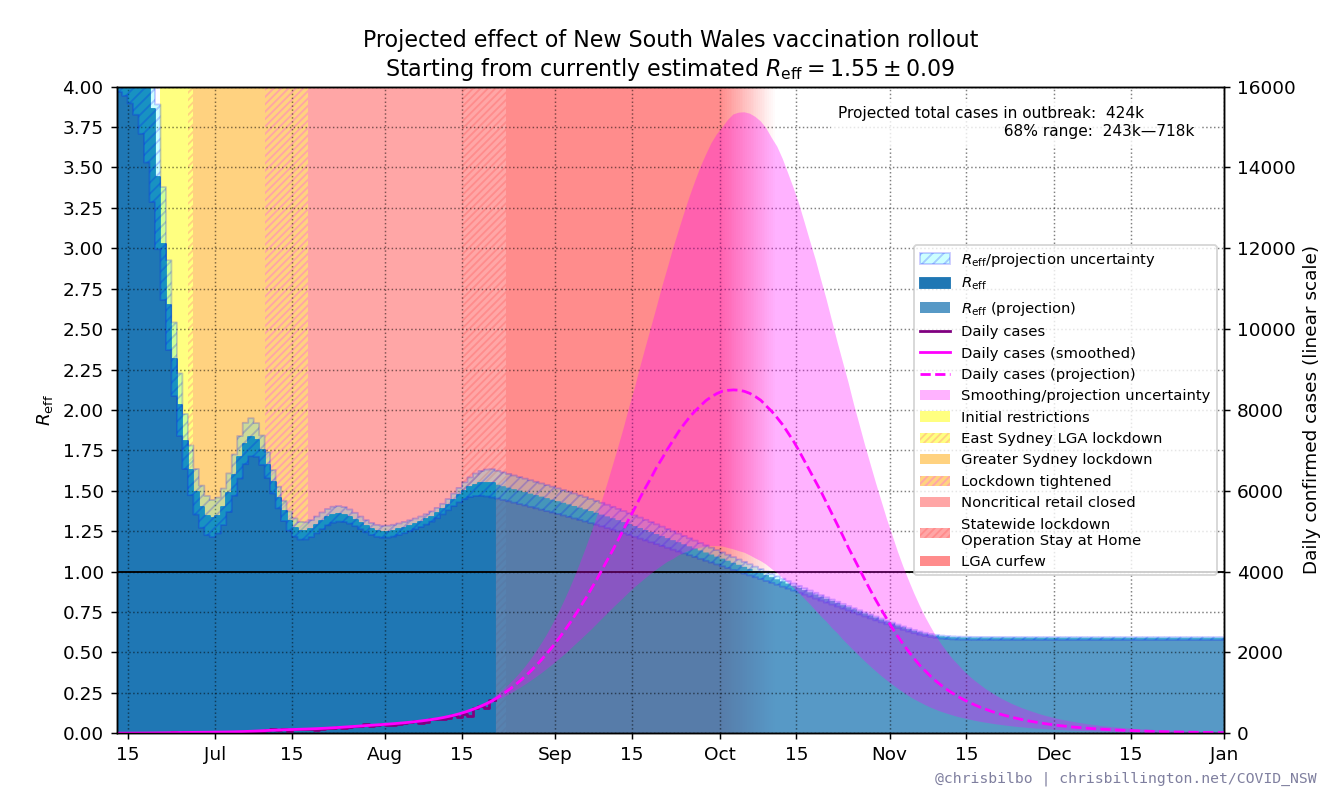 Projected effect of New South Wales vaccination rollout
Starting from currently estimated Reff = 1.55 ± 0.09
Projected total cases in outbreak: 424k
68% range: 243k—718k
4.00
3.75
3.50
3.25
3.00
2.75
2.50
2.25
2.00
1.75
1.50
1.25
1.00
0.75
0.50
0.25
0.00
Reff
16000
14000
12000
10000
8000
6000
4000
2000
0
Daily confirmed cases (linear scale)
Reff/projection uncertainty
Reff
Reff (projection)
Daily cases
Daily cases (smoothed)
Daily cases (projection)
Smoothing/projection uncertainty
Initial restrictions
East Sydney LGA lockdown
Greater Sydney lockdown
Lockdown tightened
Noncritical retail closed
Statewide lockdown
Operation Stay at Home
LGA curfew
15 Jul 15 Aug 15 Sep 15 Oct 15 Nov 15 Dec 15 Jan
@chrisbilbo | chrisbillington.net/COVID_NSW